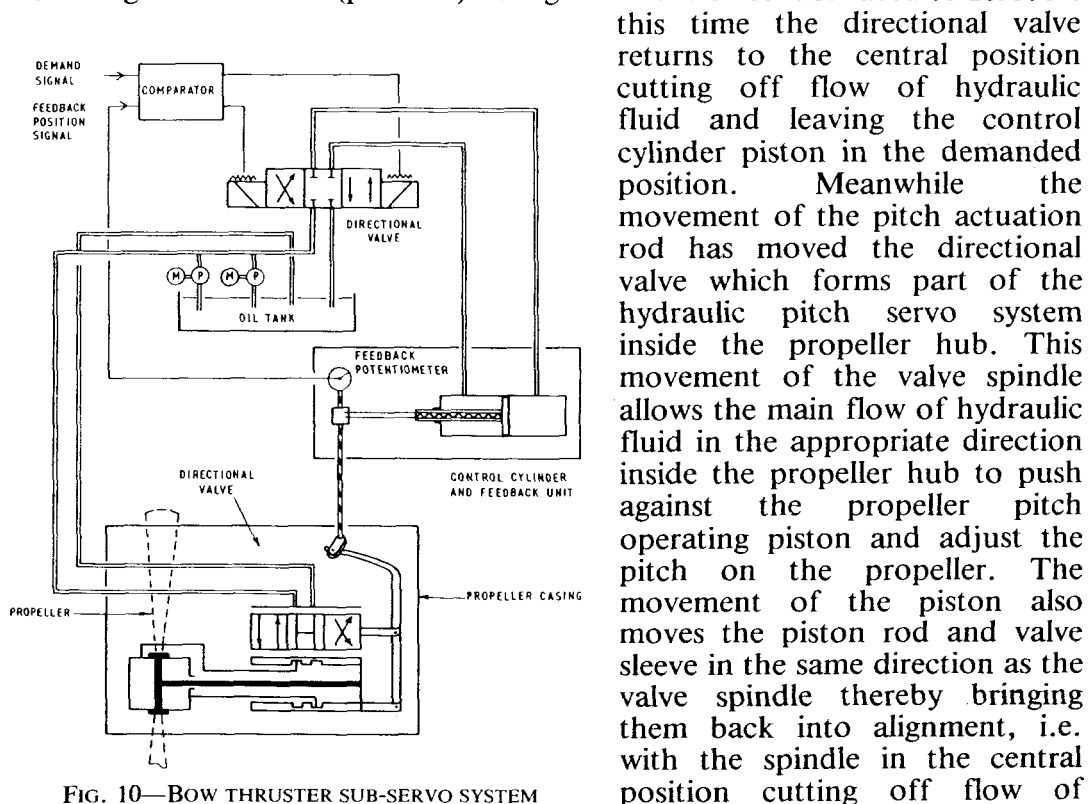 this time the directional valve
returns to the central position
cutting off flow of hydraulic
fluid and leaving the control
cylinder piston in the demanded
position. Meanwhile the
movement of the pitch actuation
rod has moved the directional
valve which forms part of the
hydraulic pitch servo system
inside the propeller hub. This
movement of the valve spindle
allows the main flow of hydraulic
fluid in the appropriate direction
inside the propeller hub to push
against the propeller pitch
operating piston and adjust the
pitch on the propeller. The
movement of the piston also
moves the piston rod and valve
sleeve in the same direction as the
valve spindle thereby bringing
them back into alignment, i.e.
with the spindle in the central
position cutting off flow of
DEMAND
SIGNAL
COMPARATOR
FEEDBACK
POSITION
SIGNAL
DIRECTIONAL
VALVE
M P M P
OIL TANK
FEEDBACK
POTENTIOMETER
CONTROL CYLINDER
AND FEEDBACK UNIT
DIRECTIONAL
VALVE
PROPELLER
PROPELLER CASING
FIG. 10—BOW THRUSTER SUB-SERVO SYSTEM